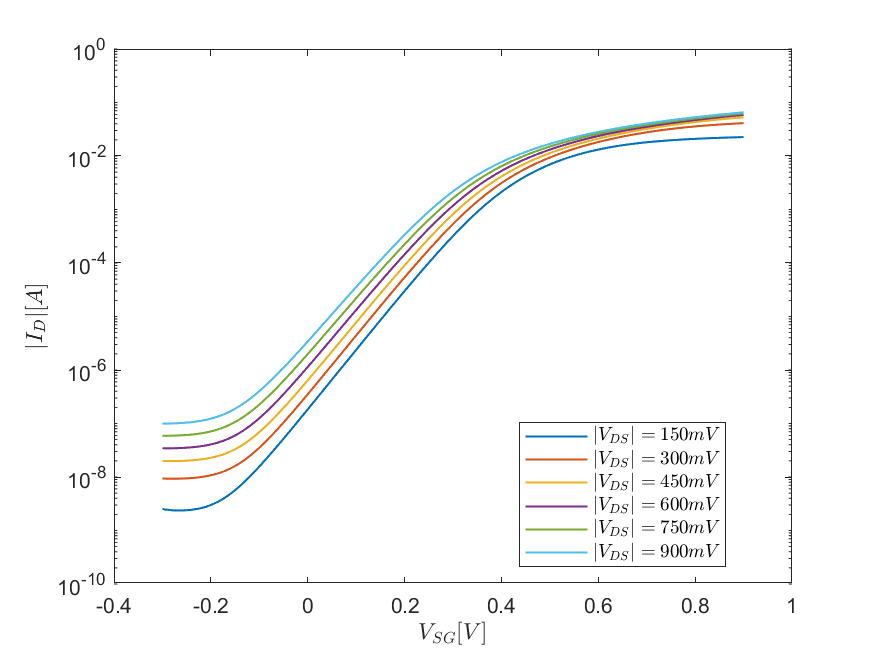 10^0
10^-2
10^-4
10^-6
10^-8
10^-10
|I_D|[A]
-0.4 -0.2 0 0.2 0.4 0.6 0.8 1
V_SG[V]
|V_DS| = 150mV
|V_DS| = 300mV
|V_DS| = 450mV
|V_DS| = 600mV
|V_DS| = 750mV
|V_DS| = 900mV